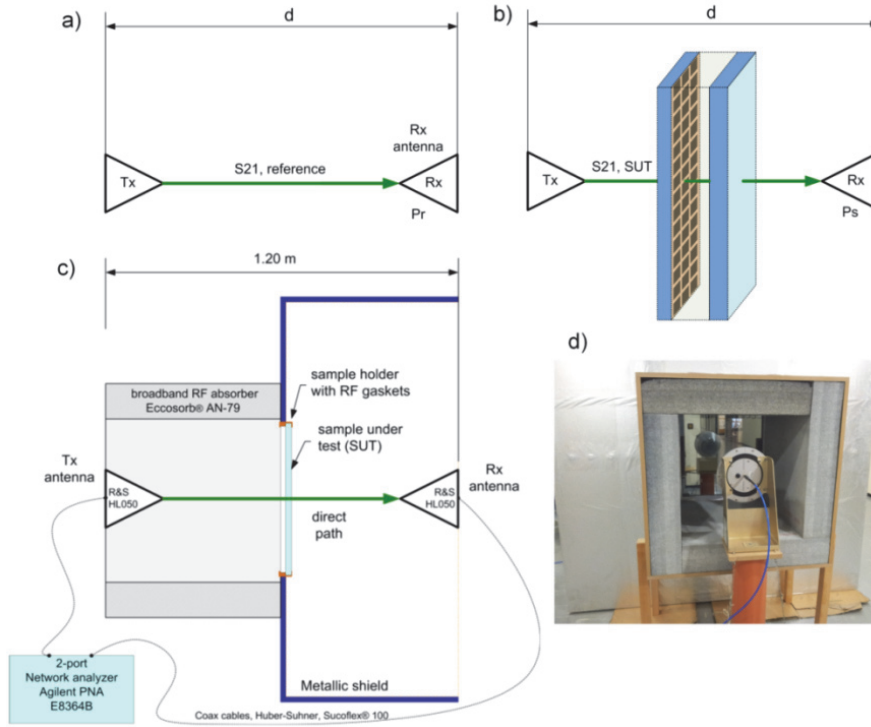 a)
d
Tx
S21, reference
Rx
antenna
Rx
Pr
b)
d
Tx
S21, SUT
Rx
Ps
c)
1.20 m
broadband RF absorber
Eccosorb® AN-79
sample holder
with RF gaskets
sample under
test (SUT)
Tx
antenna
R&S
HL050
direct
path
Rx
antenna
R&S
HL050
2-port
Network analyzer
Agilent PNA
E8364B
Metallic shield
Coax cables, Huber-Suhner, Sucoflex® 100
d)